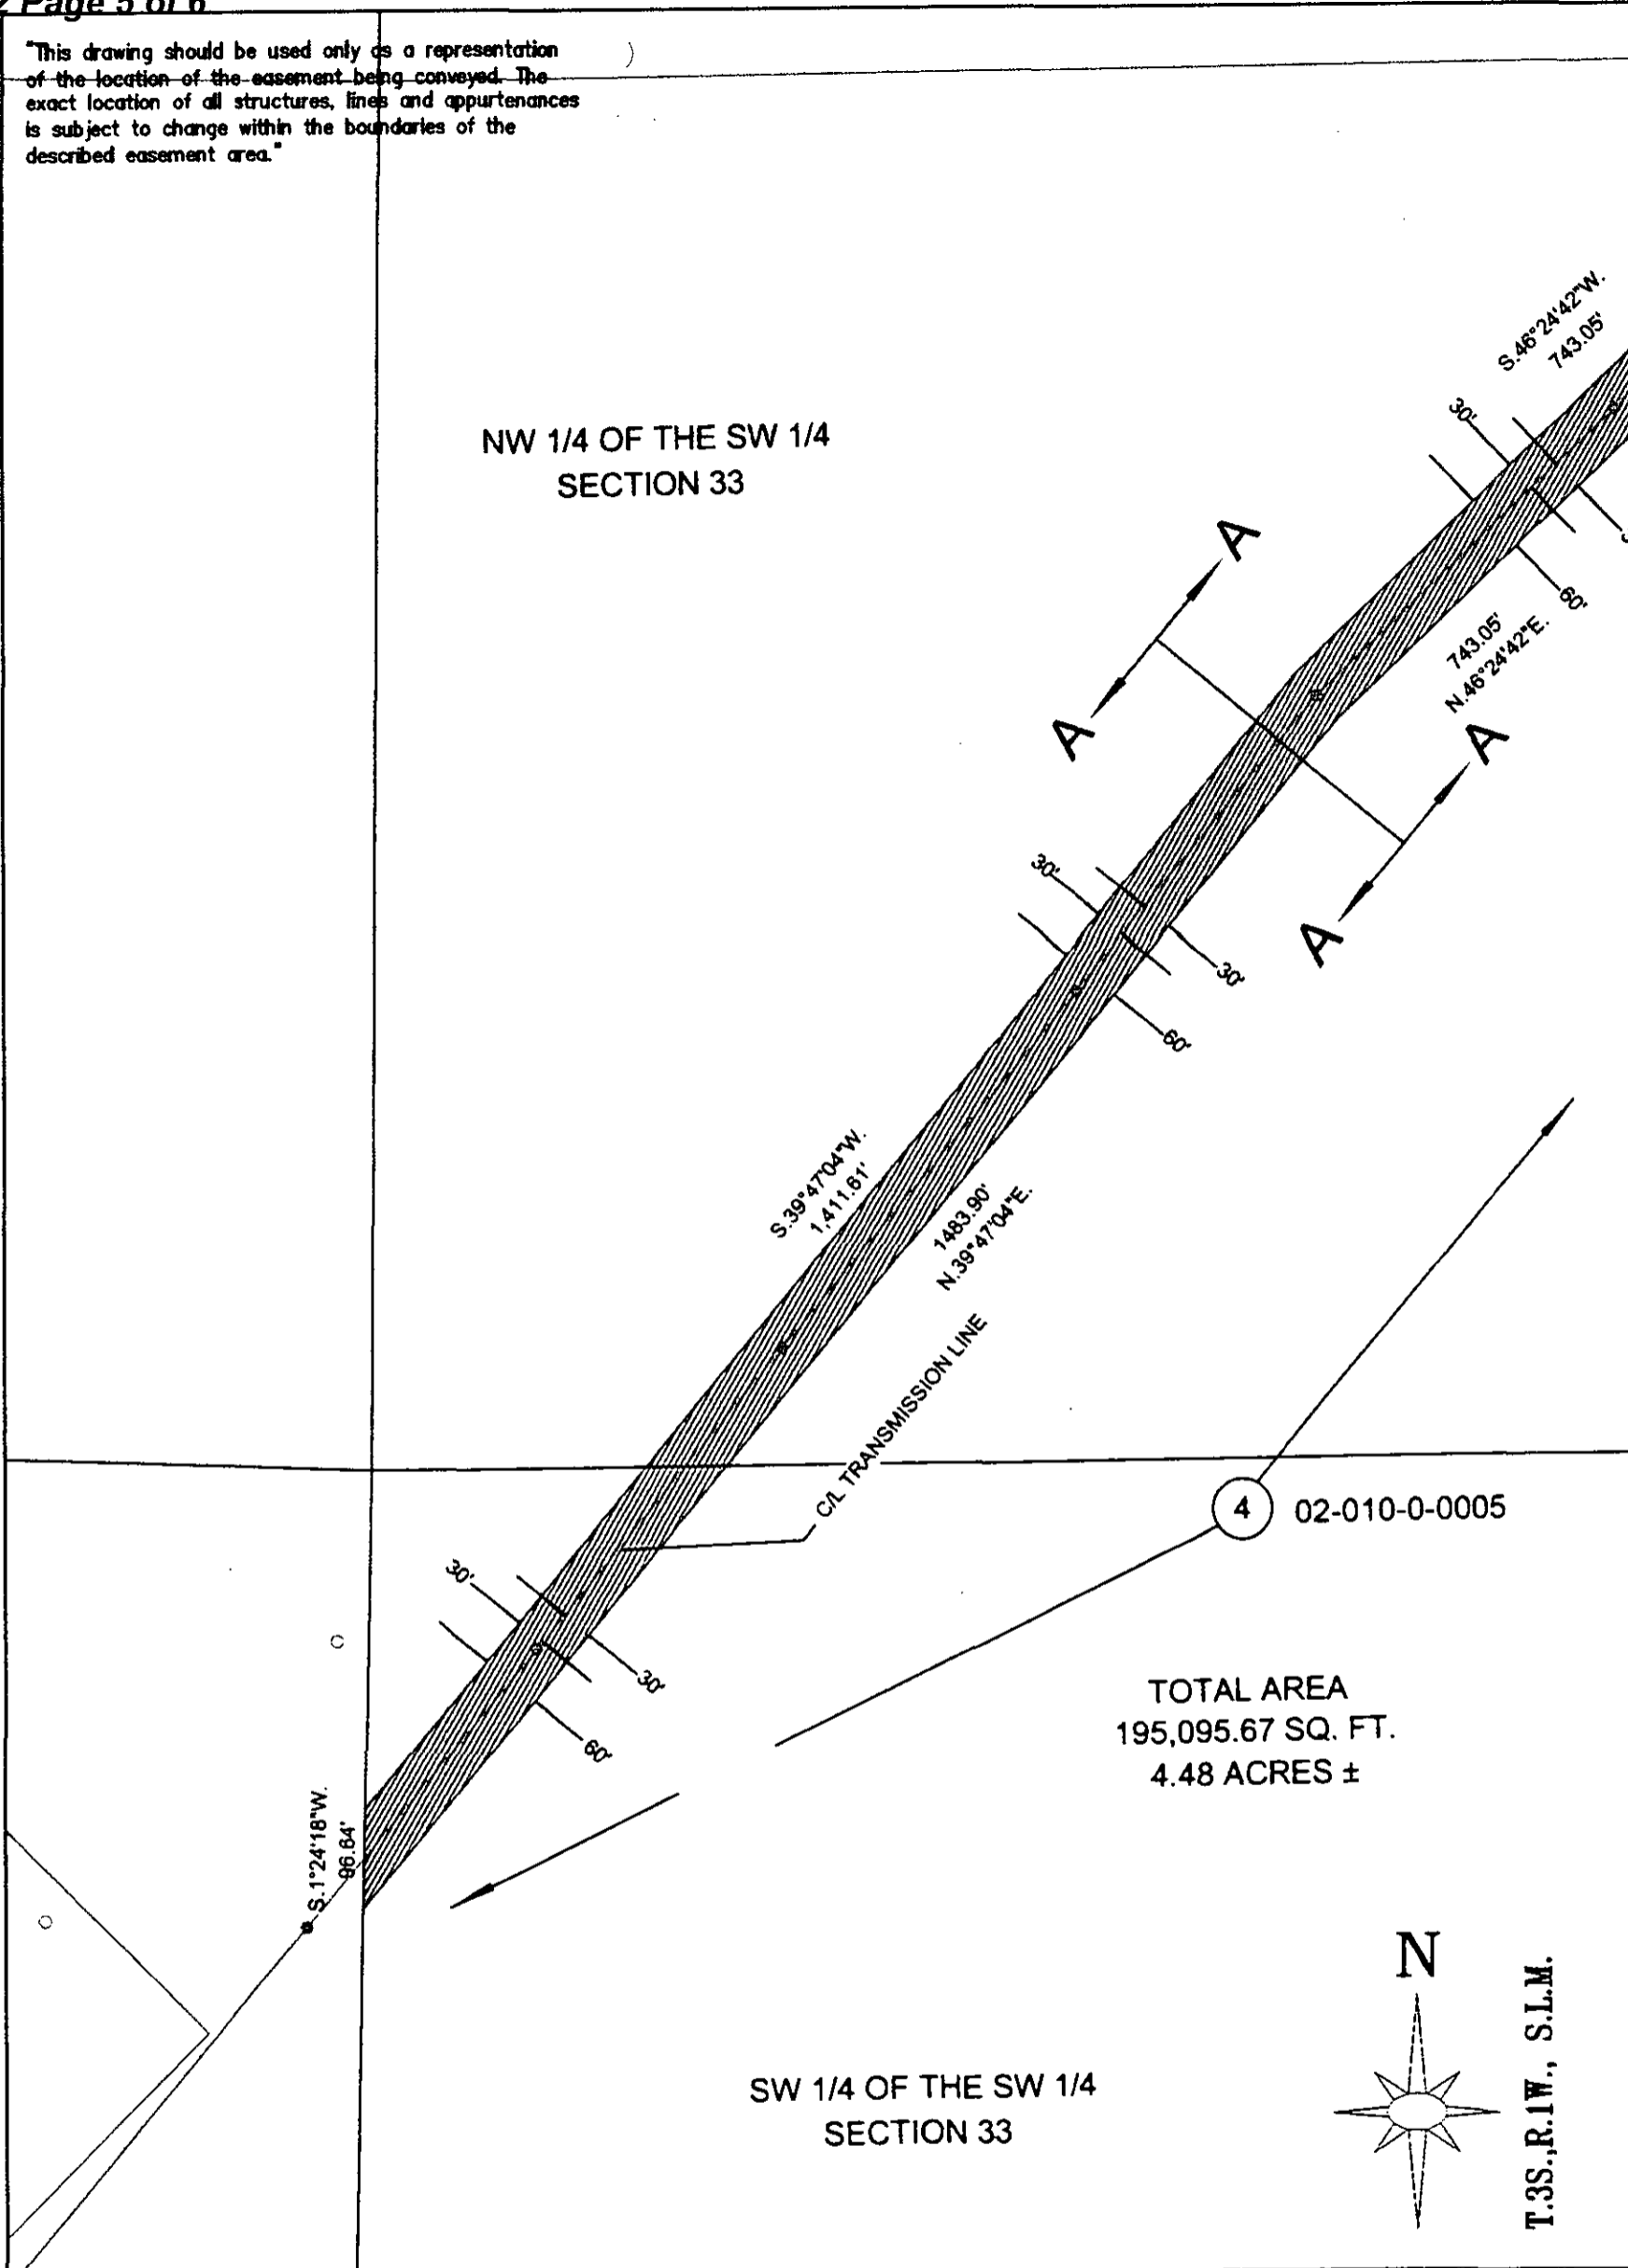 Page 5 of 6
"This drawing should be used only as a representation
of the location of the easement being conveyed. The
exact location of all structures, lines and appurtenances
is subject to change within the boundaries of the
described easement area."
S.46°24'42"W.
743.05'
NW 1/4 OF THE SW 1/4
SECTION 33
30'
A
60'
743.05'
N.46°24'42"E.
A
A
30'
A
30'
60'
S.39°47'04"W.
1,411.61'
1483.90'
N.39°47'04"E.
C/L TRANSMISSION LINE
4 02-010-0-0005
30'
30'
60'
TOTAL AREA
195,095.67 SQ. FT.
4.48 ACRES ±
S.1°24'18"W.
96.64'
N
T.3S.,R.1W., S.L.M.
SW 1/4 OF THE SW 1/4
SECTION 33